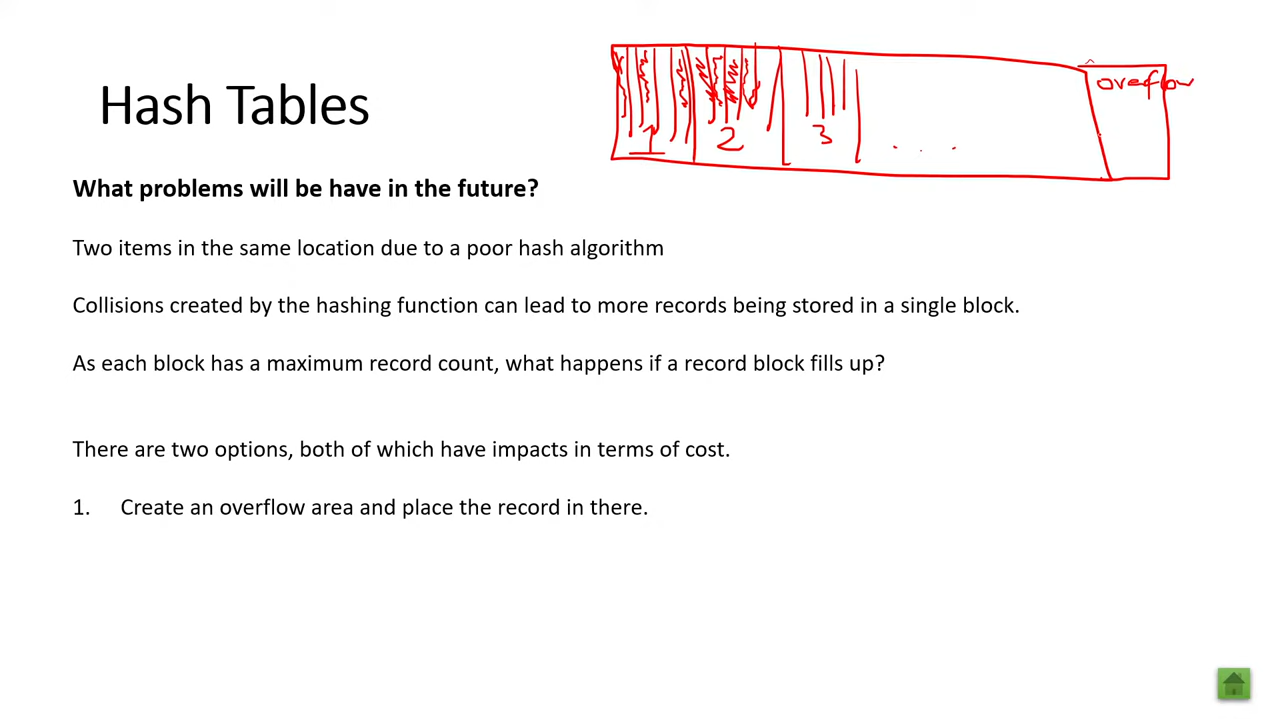 Hash Tables
overflow
1 2 3 . . .
What problems will be have in the future?
Two items in the same location due to a poor hash algorithm
Collisions created by the hashing function can lead to more records being stored in a single block.
As each block has a maximum record count, what happens if a record block fills up?
There are two options, both of which have impacts in terms of cost.
1. Create an overflow area and place the record in there.